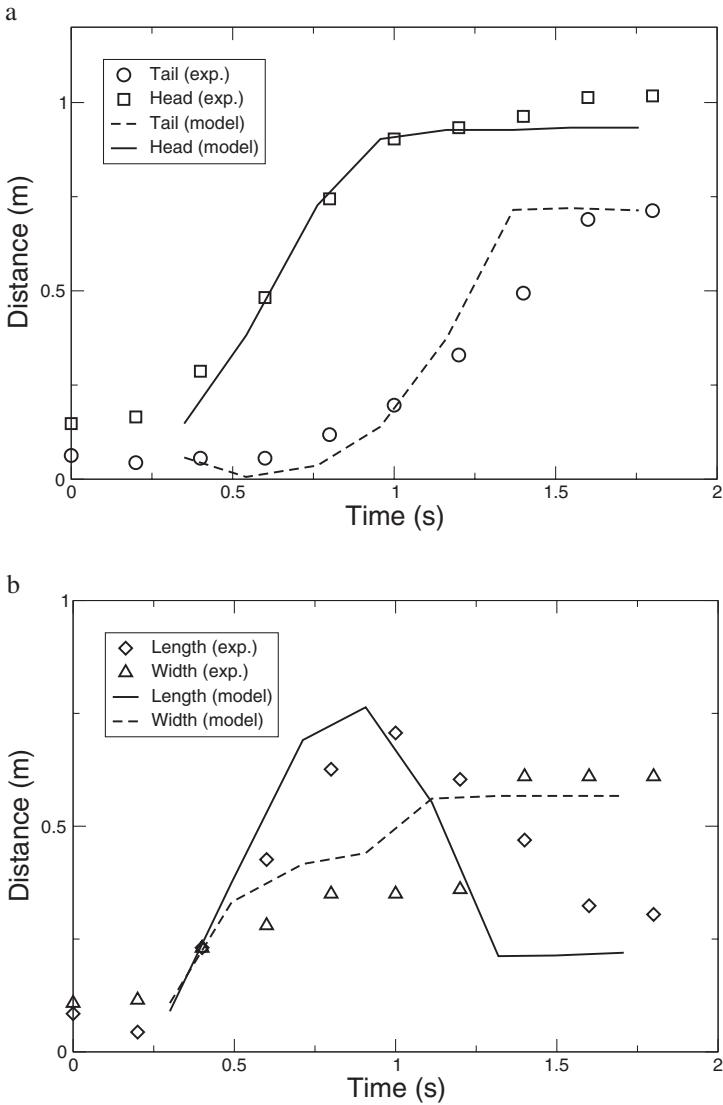 a
Tail (exp.)
Head (exp.)
Tail (model)
Head (model)
1
0.5
0
Distance (m)
0
0.5
1
1.5
2
Time (s)
b
Length (exp.)
Width (exp.)
Length (model)
Width (model)
1
0.5
0
Distance (m)
0
0.5
1
1.5
2
Time (s)